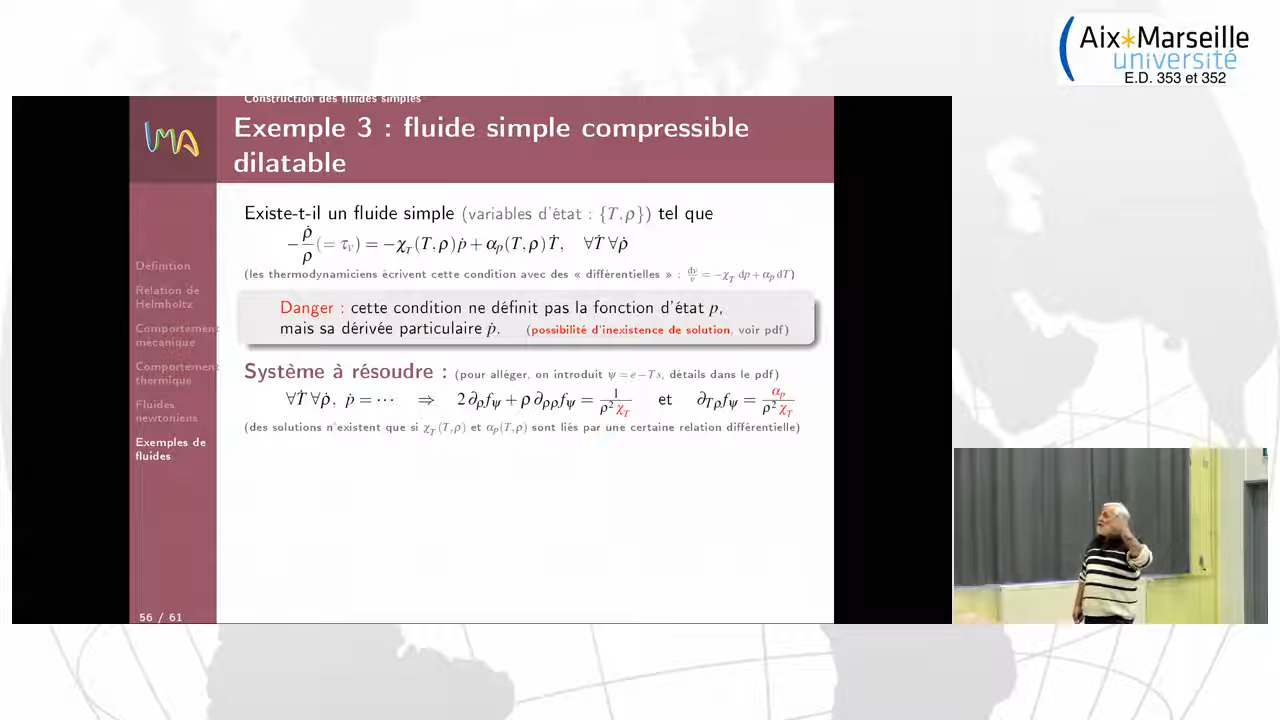 Aix*Marseille
université
E.D. 353 et 352
Construction des fluides simples
LMA
Exemple 3 : fluide simple compressible
dilatable
Existe-t-il un fluide simple (variables d'état : {T,ρ}) tel que
−ρ̇/ρ (= τ_v) = −χ_T(T,ρ)ṗ + α_p(T,ρ)Ṫ, ∀Ṫ ∀ρ̇
(les thermodynamiciens écrivent cette condition avec des « différentielles » : dv/v = −χ_T dp + α_p dT)
Danger : cette condition ne définit pas la fonction d'état p,
mais sa dérivée particulaire ṗ. (possibilité d'inexistence de solution, voir pdf)
Système à résoudre : (pour alléger, on introduit ψ = e − Ts, détails dans le pdf)
∀Ṫ ∀ρ̇, ṗ = ⋯ ⇒ 2 ∂_ρ f_ψ + ρ ∂_ρρ f_ψ = 1/(ρ² χ_T) et ∂_Tρ f_ψ = α_p/(ρ² χ_T)
(des solutions n'existent que si χ_T(T,ρ) et α_p(T,ρ) sont liés par une certaine relation différentielle)
Définition
Relation de
Helmholtz
Comportement
mécanique
Comportement
thermique
Fluides
newtoniens
Exemples de
fluides
56 / 61